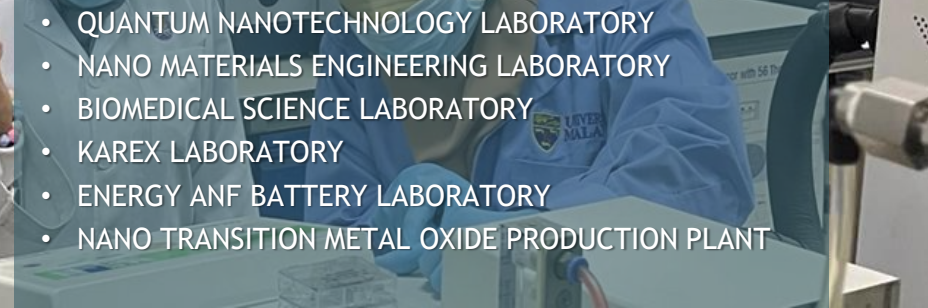 • QUANTUM NANOTECHNOLOGY LABORATORY
• NANO MATERIALS ENGINEERING LABORATORY
• BIOMEDICAL SCIENCE LABORATORY
• KAREX LABORATORY
• ENERGY ANF BATTERY LABORATORY
• NANO TRANSITION METAL OXIDE PRODUCTION PLANT